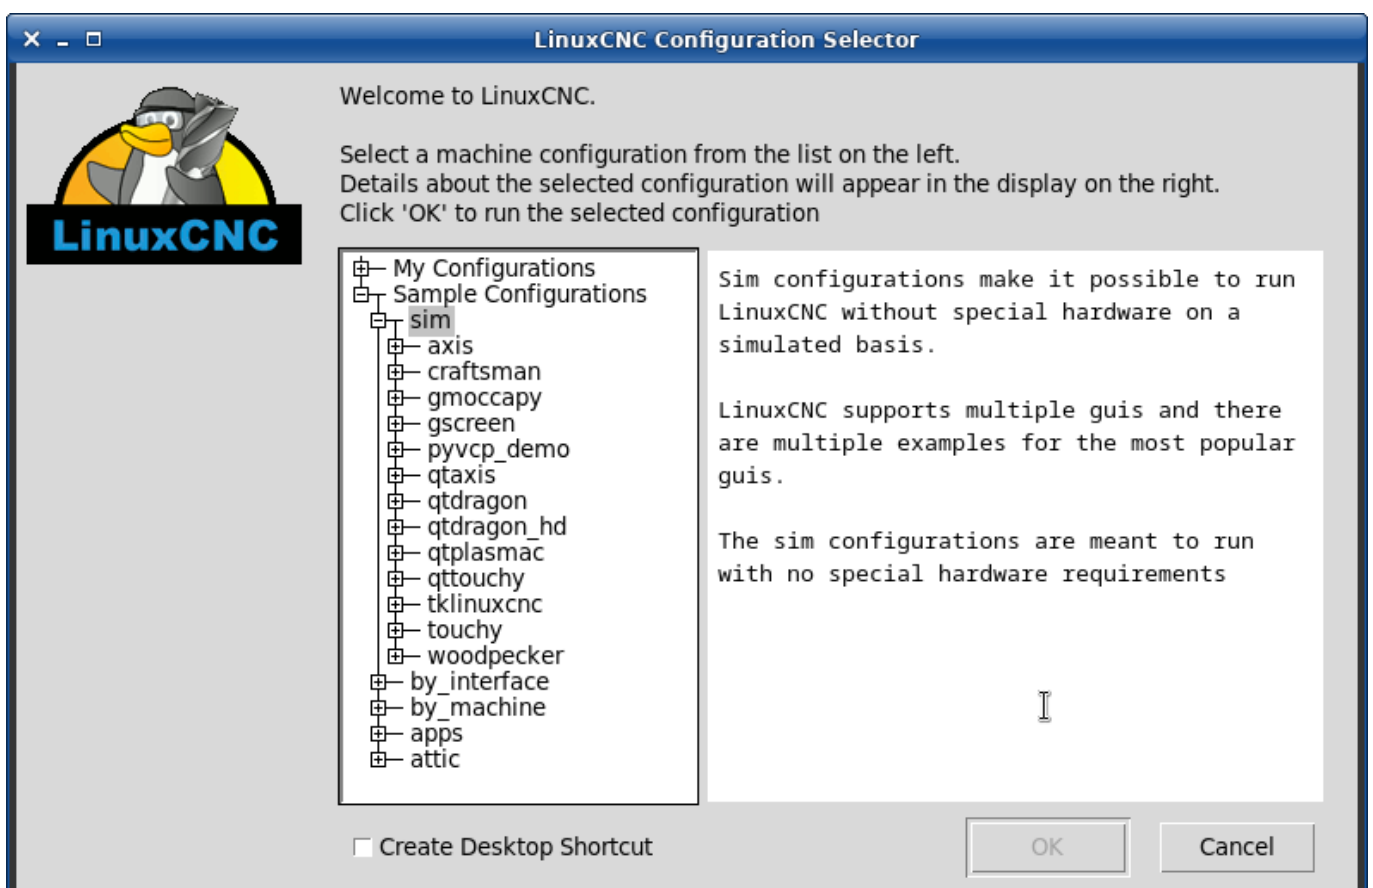 LinuxCNC Configuration Selector
LinuxCNC
Welcome to LinuxCNC.
Select a machine configuration from the list on the left.
Details about the selected configuration will appear in the display on the right.
Click 'OK' to run the selected configuration
My Configurations
Sample Configurations
sim
axis
craftsman
gmoccapy
gscreen
pyvcp_demo
qtaxis
qtdragon
qtdragon_hd
qtplasmac
qttouchy
tklinuxcnc
touchy
woodpecker
by_interface
by_machine
apps
attic
Sim configurations make it possible to run
LinuxCNC without special hardware on a
simulated basis.
LinuxCNC supports multiple guis and there
are multiple examples for the most popular
guis.
The sim configurations are meant to run
with no special hardware requirements
Create Desktop Shortcut
OK
Cancel